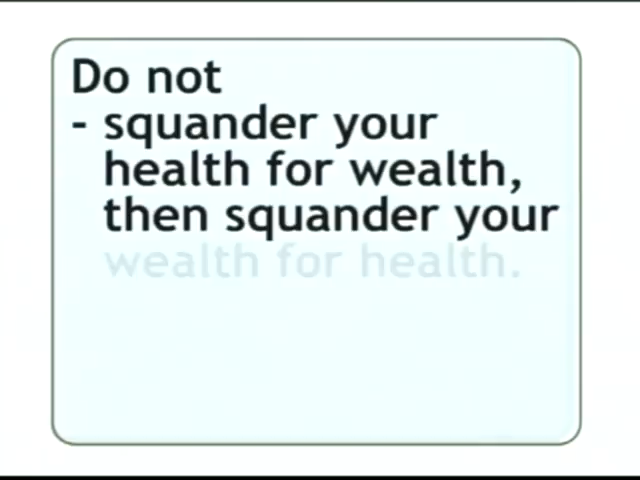 Do not
- squander your
health for wealth,
then squander your
wealth for health.